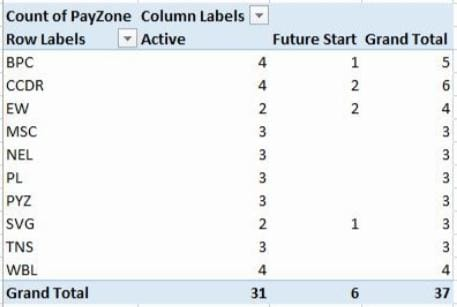 Count of PayZone Column Labels
Row Labels Active Future Start Grand Total
BPC 4 1 5
CCDR 4 2 6
EW 2 2 4
MSC 3 3
NEL 3 3
PL 3 3
PYZ 3 3
SVG 2 1 3
TNS 3 3
WBL 4 4
Grand Total 31 6 37